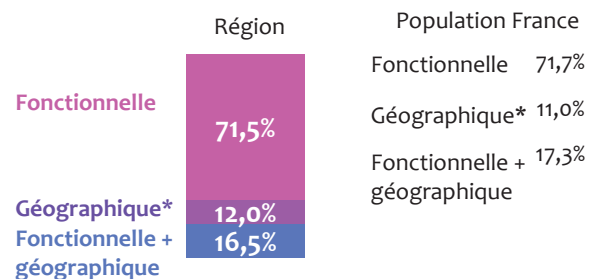 Région
Fonctionnelle
71,5%
Géographique*
12,0%
Fonctionnelle +
géographique
16,5%
Population France
Fonctionnelle 71,7%
Géographique* 11,0%
Fonctionnelle + 17,3%
géographique